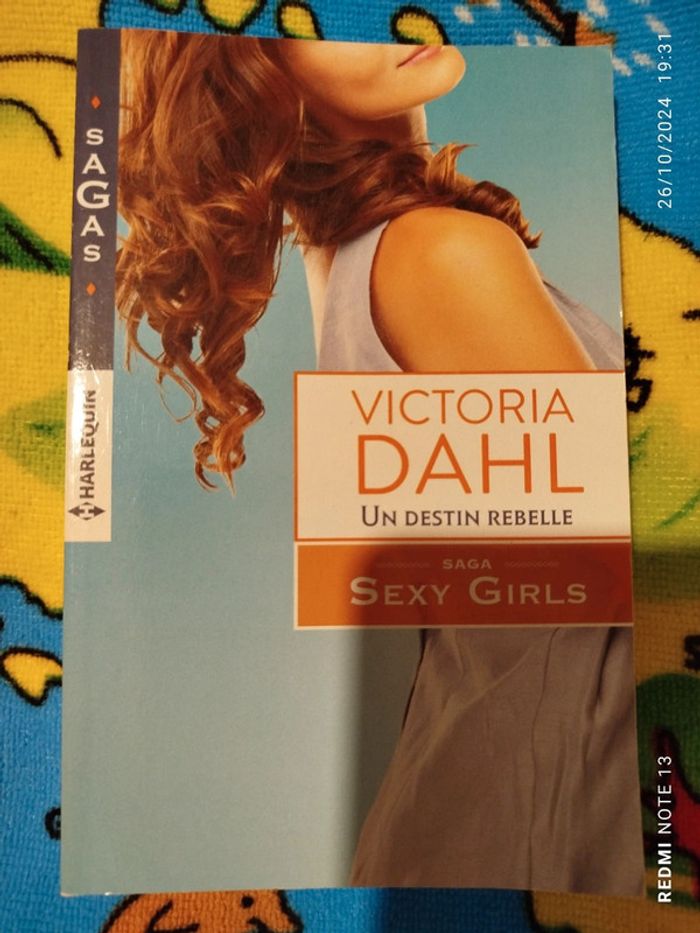 SAGAS
HARLEQUIN
VICTORIA
DAHL
UN DESTIN REBELLE
SAGA
SEXY GIRLS
26/10/2024 19:31
REDMI NOTE 13